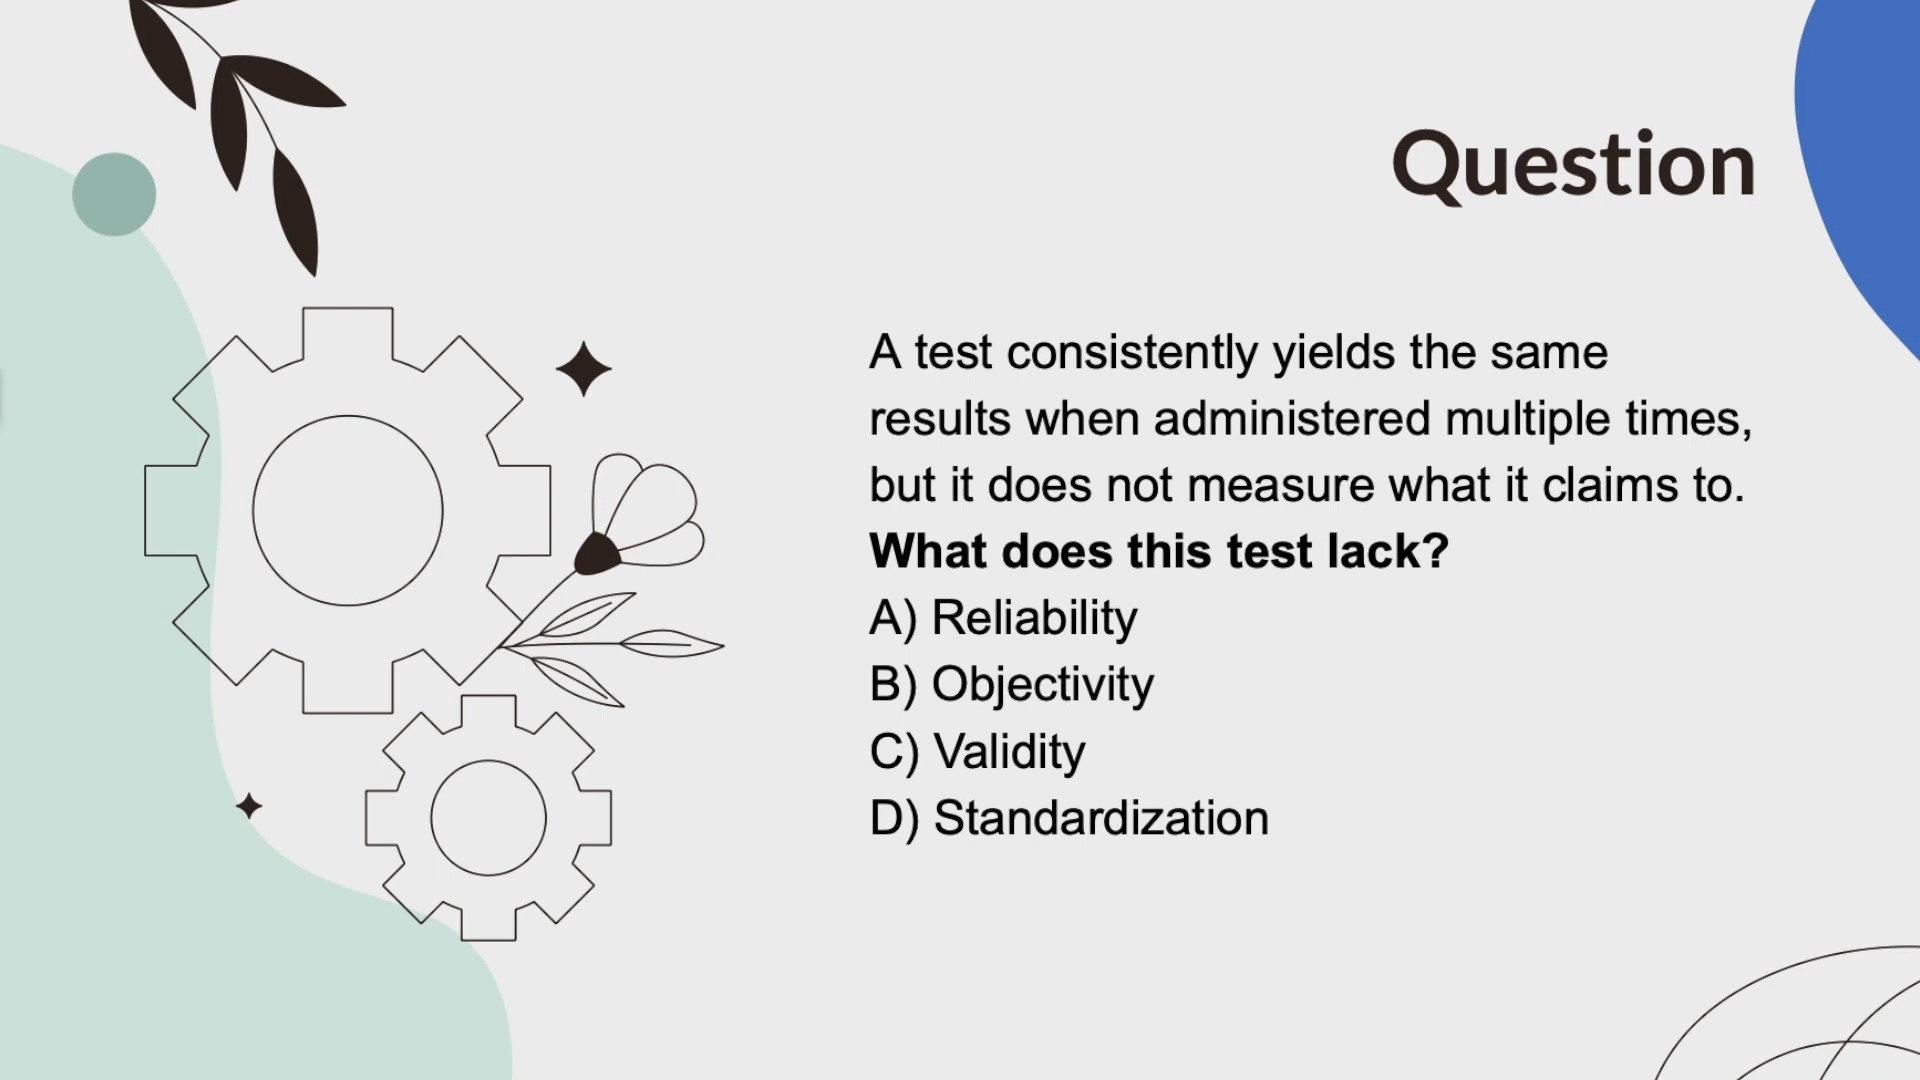 Question
A test consistently yields the same
results when administered multiple times,
but it does not measure what it claims to.
What does this test lack?
A) Reliability
B) Objectivity
C) Validity
D) Standardization